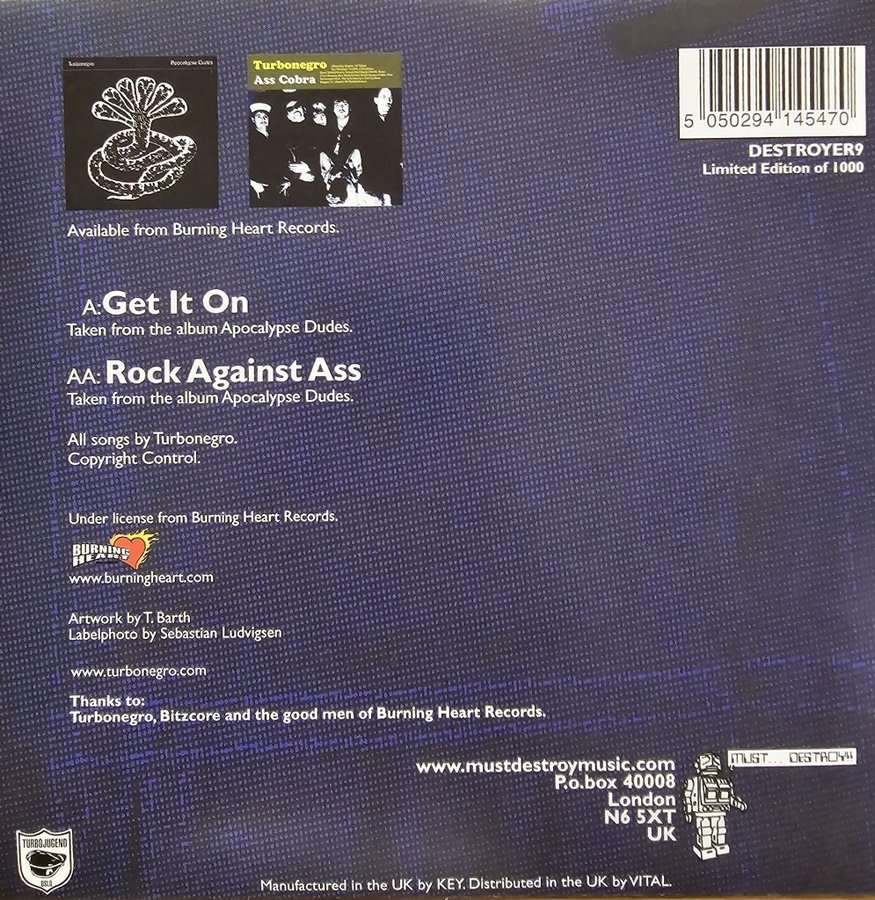 Turbonegro
Apocalypse Dudes
Turbonegro
Ass Cobra
5 050294 145470
DESTROYER9
Limited Edition of 1000
Available from Burning Heart Records.
A: Get It On
Taken from the album Apocalypse Dudes.
AA: Rock Against Ass
Taken from the album Apocalypse Dudes.
All songs by Turbonegro.
Copyright Control.
Under license from Burning Heart Records.
BURNING
HEART
www.burningheart.com
Artwork by T. Barth
Labelphoto by Sebastian Ludvigsen
www.turbonegro.com
Thanks to:
Turbonegro, Bitzcore and the good men of Burning Heart Records.
www.mustdestroymusic.com
P.o.box 40008
London
N6 5XT
UK
MUST... DESTROY!!
TURBOJUGEND
OSLO
Manufactured in the UK by KEY. Distributed in the UK by VITAL.